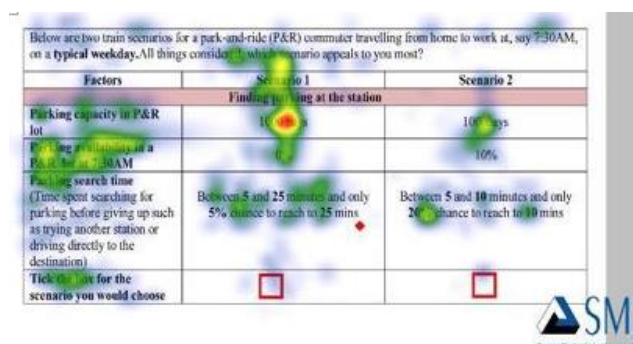 Below are two train scenarios for a park-and-ride (P&R) commuter travelling from home to work at, say 7:30AM,
on a typical weekday. All things which scenario appeals to you most?
Factors Scenario 1 Scenario 2
Finding parking at the station
Parking capacity in P&R
lot
Parking availability in a
P&R lot at 7:30AM
10%
Parking search time
(Time spent searching for
parking before giving up such
as trying another station or
driving directly to the
destination)
Between 5 and 25 minutes and only
5% chance to reach to 25 mins
Between 5 and 10 minutes and only
chance to reach to 10 mins
Tick the box for the
scenario you would choose
ASM